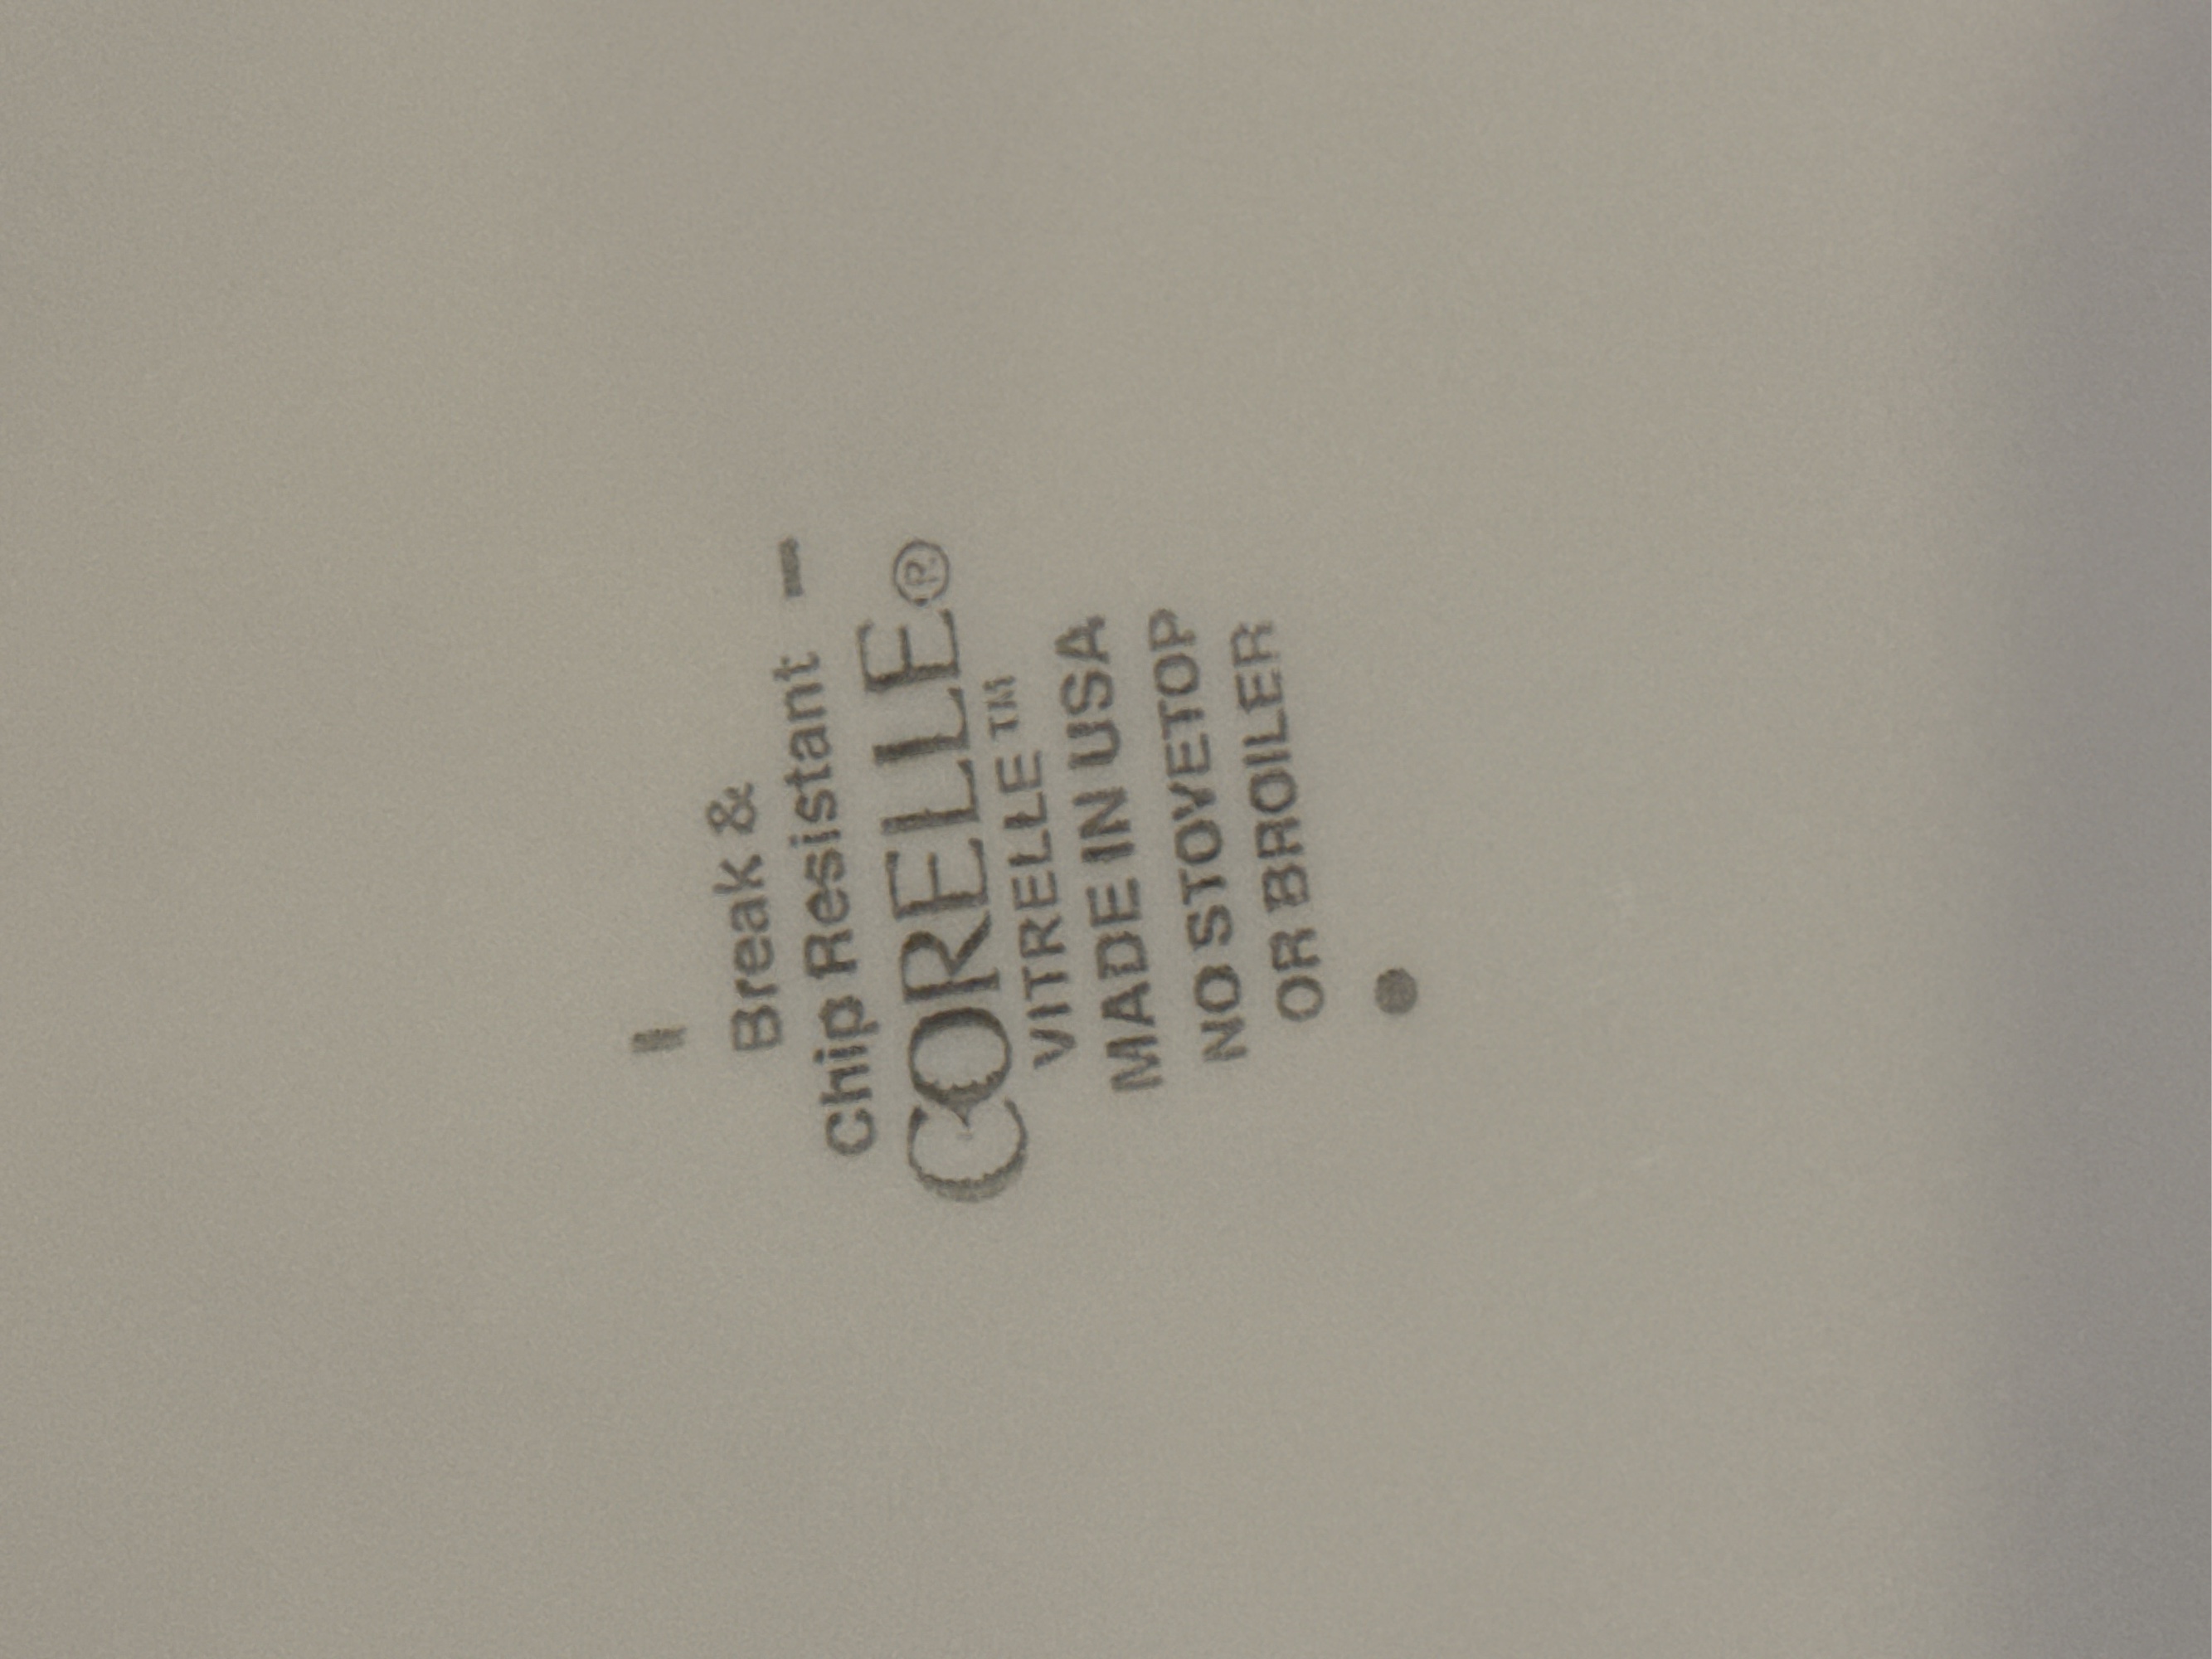 Break &
Chip Resistant
CORELLE®
VITRELLE™
MADE IN USA
NO STOVETOP
OR BROILER